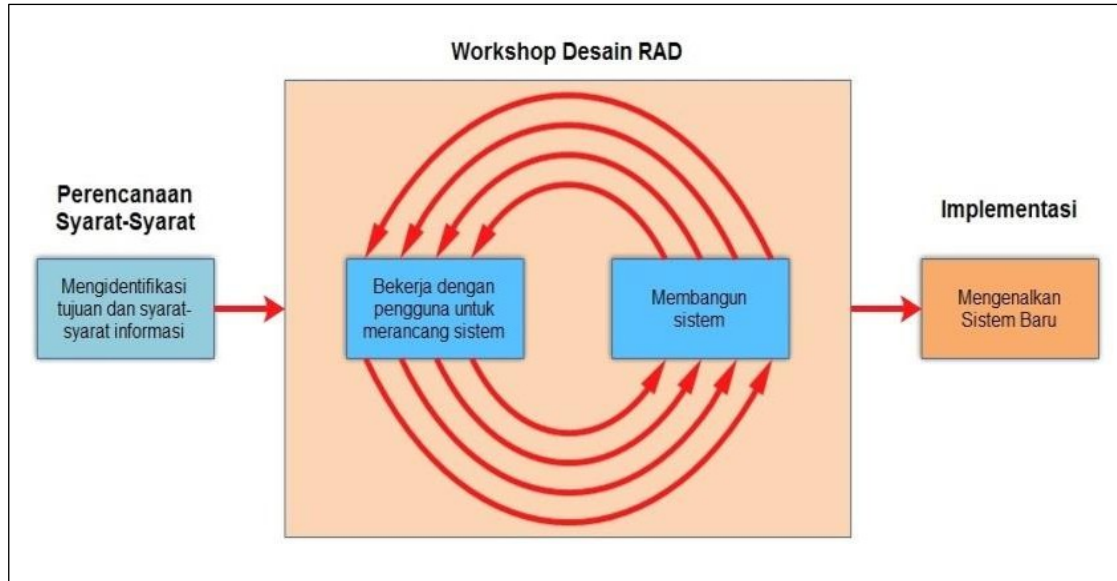 Workshop Desain RAD
Perencanaan
Syarat-Syarat
Mengidentifikasi
tujuan dan syarat-
syarat informasi
Bekerja dengan
pengguna untuk
merancang sistem
Membangun
sistem
Implementasi
Mengenalkan
Sistem Baru